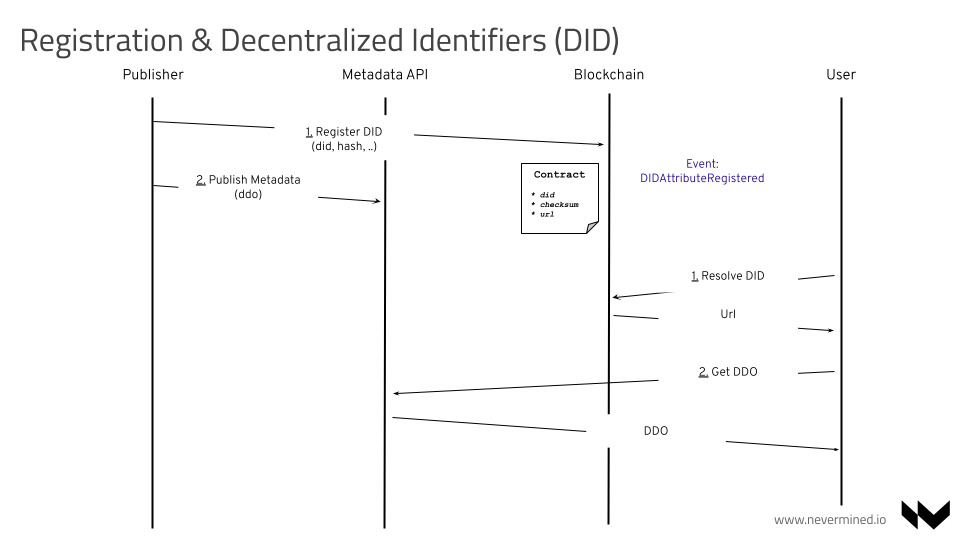 Registration & Decentralized Identifiers (DID)
Publisher
Metadata API
Blockchain
User
1. Register DID
(did, hash, ..)
2. Publish Metadata
(ddo)
Contract
* did
* checksum
* url
Event:
DIDAttributeRegistered
1. Resolve DID
Url
2. Get DDO
DDO
www.nevermined.io